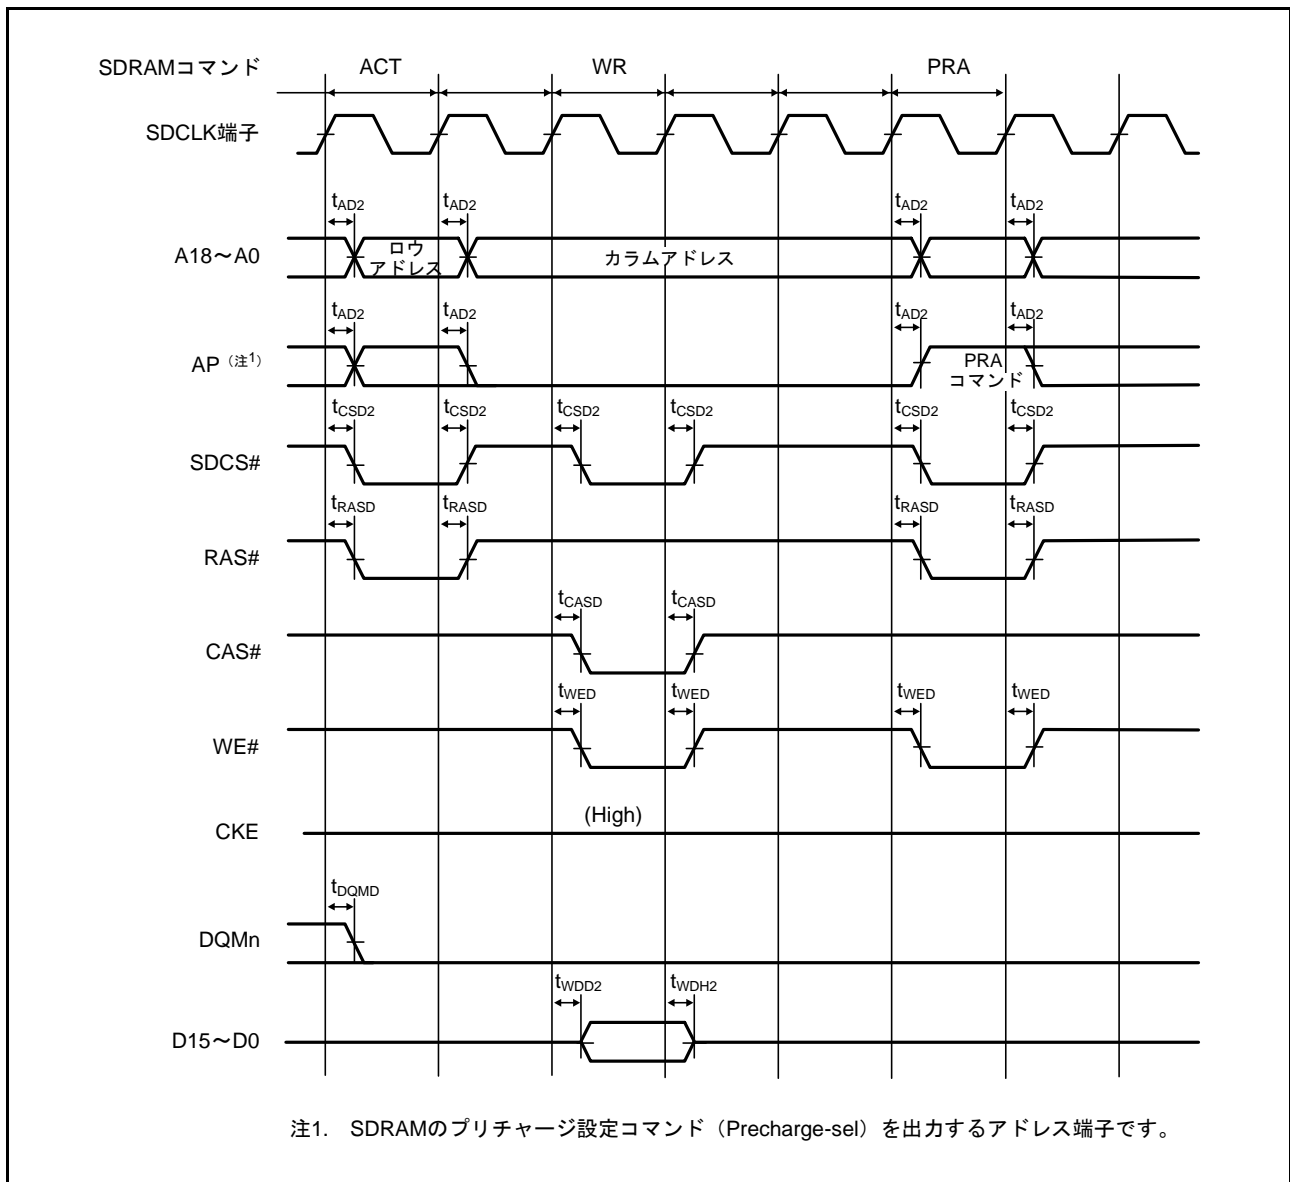 SDRAMコマンド ACT WR PRA
SDCLK端子
tAD2 tAD2 tAD2 tAD2
A18～A0 ロウ
アドレス カラムアドレス
tAD2 tAD2 tAD2 tAD2
AP（注1） PRA
コマンド
tCSD2 tCSD2 tCSD2 tCSD2 tCSD2 tCSD2
SDCS#
tRASD tRASD tRASD tRASD
RAS#
tCASD tCASD
CAS#
tWED tWED tWED tWED
WE#
(High)
CKE
tDQMD
DQMn
tWDD2 tWDH2
D15～D0
注1. SDRAMのプリチャージ設定コマンド（Precharge-sel）を出力するアドレス端子です。